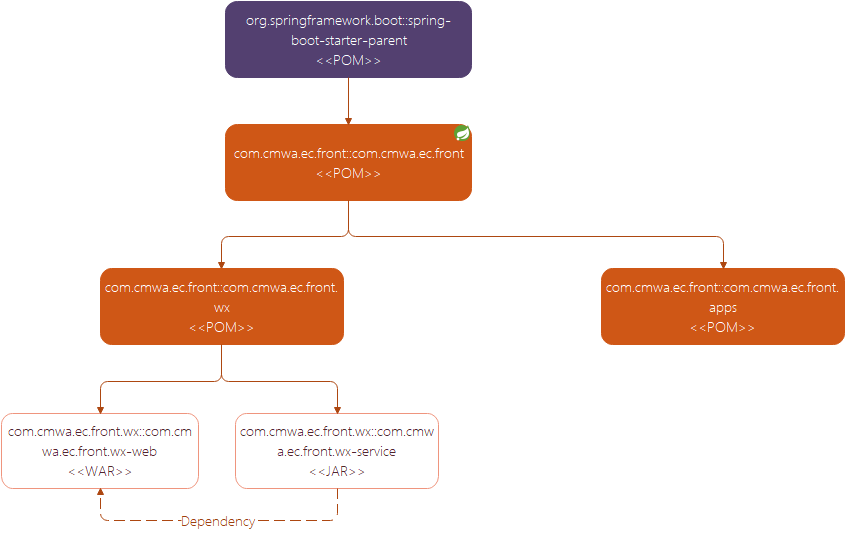 org.springframework.boot::spring-
boot-starter-parent
<<POM>>
com.cmwa.ec.front::com.cmwa.ec.front
<<POM>>
com.cmwa.ec.front::com.cmwa.ec.front.
wx
<<POM>>
com.cmwa.ec.front::com.cmwa.ec.front.
apps
<<POM>>
com.cmwa.ec.front.wx::com.cm
wa.ec.front.wx-web
<<WAR>>
com.cmwa.ec.front.wx::com.cmw
a.ec.front.wx-service
<<JAR>>
Dependency